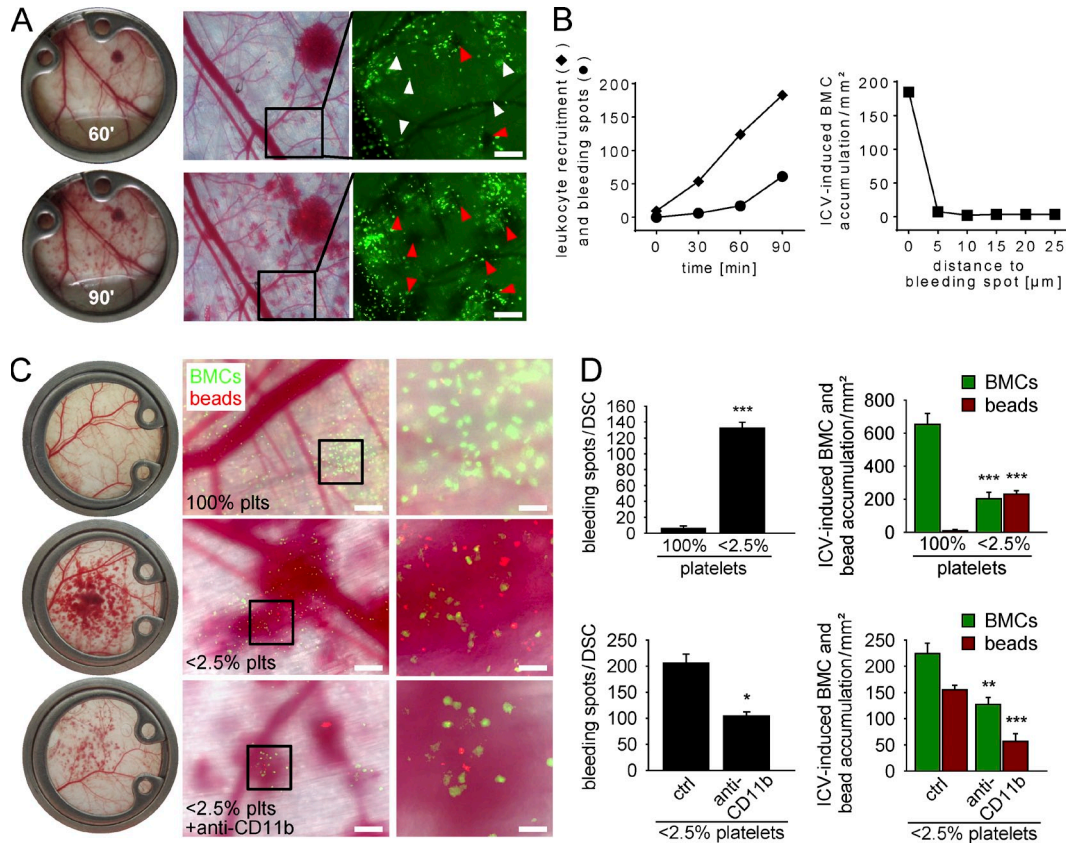 A
60'
90'
B
leukocyte recruitment (◆)
and bleeding spots (●)
200
150
100
50
0
0 30 60 90
time [min]
ICV-induced BMC
accumulation/mm²
200
150
100
50
0
0 5 10 15 20 25
distance to
bleeding spot [µm]
C
BMCs
beads
100% plts
<2.5% plts
<2.5% plts
+anti-CD11b
D
bleeding spots/DSC
160
140
120
100
80
60
40
20
0
***
100% <2.5%
platelets
ICV-induced BMC and
bead accumulation/mm²
800
600
400
200
0
BMCs
beads
*** ***
100% <2.5%
platelets
bleeding spots/DSC
250
200
150
100
50
0
*
ctrl
anti-
CD11b
<2.5% platelets
ICV-induced BMC and
bead accumulation/mm²
250
200
150
100
50
0
BMCs
beads
**
***
ctrl
anti-
CD11b
<2.5% platelets